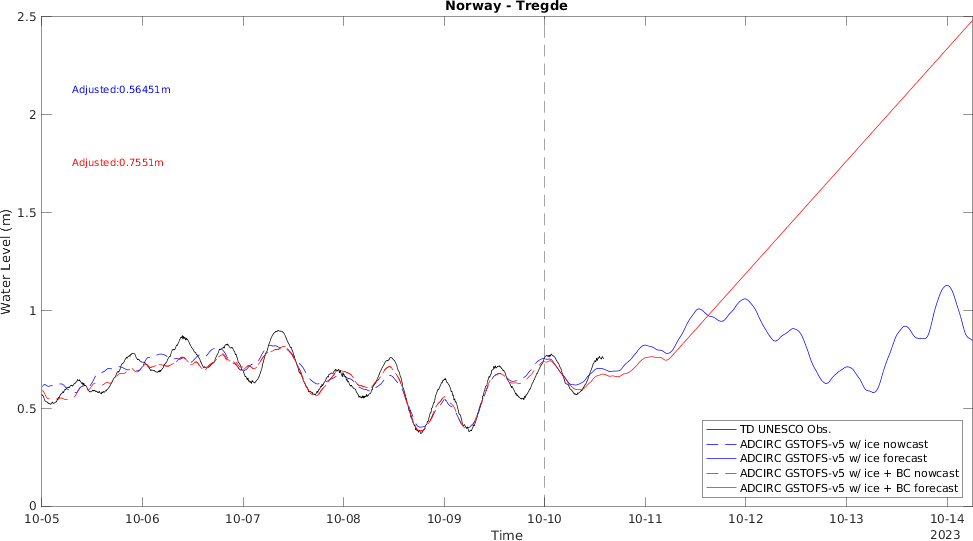 Norway - Tregde
2.5
2
1.5
1
0.5
0
Water Level (m)
Adjusted:0.56451m
Adjusted:0.7551m
TD UNESCO Obs.
ADCIRC GSTOFS-v5 w/ ice nowcast
ADCIRC GSTOFS-v5 w/ ice forecast
ADCIRC GSTOFS-v5 w/ ice + BC nowcast
ADCIRC GSTOFS-v5 w/ ice + BC forecast
10-05 10-06 10-07 10-08 10-09 10-10 10-11 10-12 10-13 10-14
2023
Time